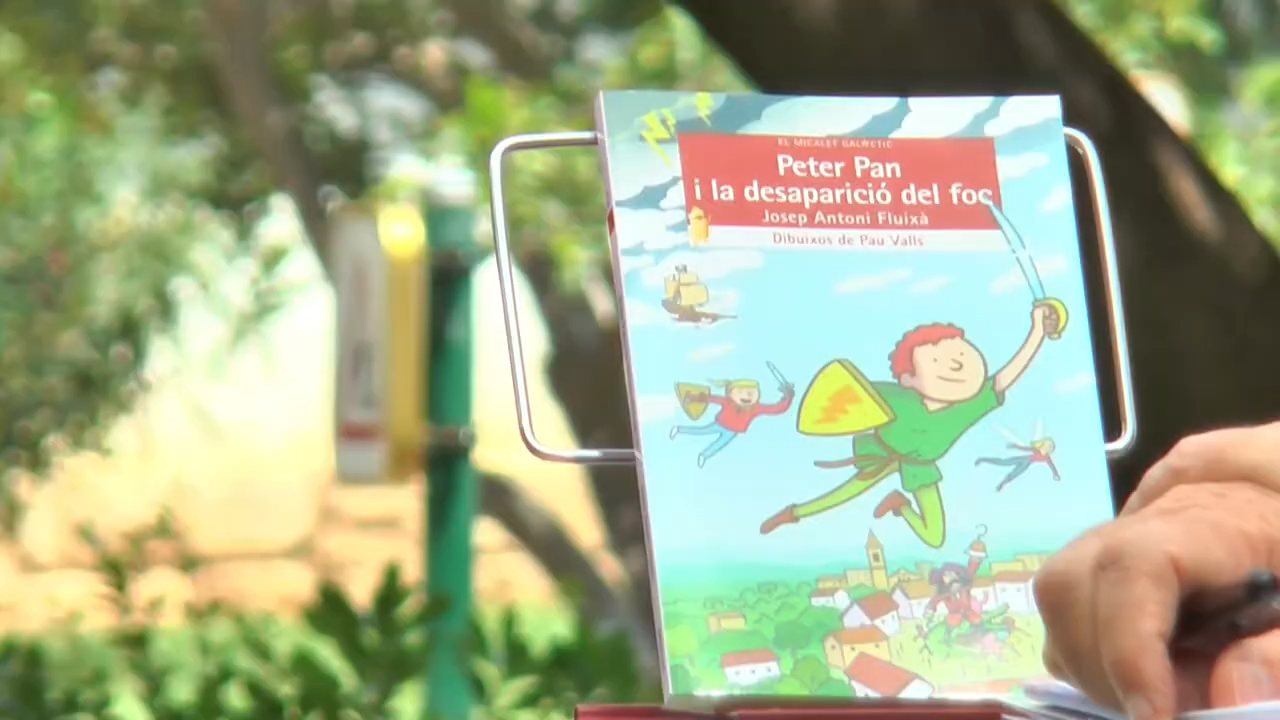 EL MICALET GALÀCTIC
Peter Pan
i la desaparició del foc
Josep Antoni Fluixà
Dibuixos de Pau Valls